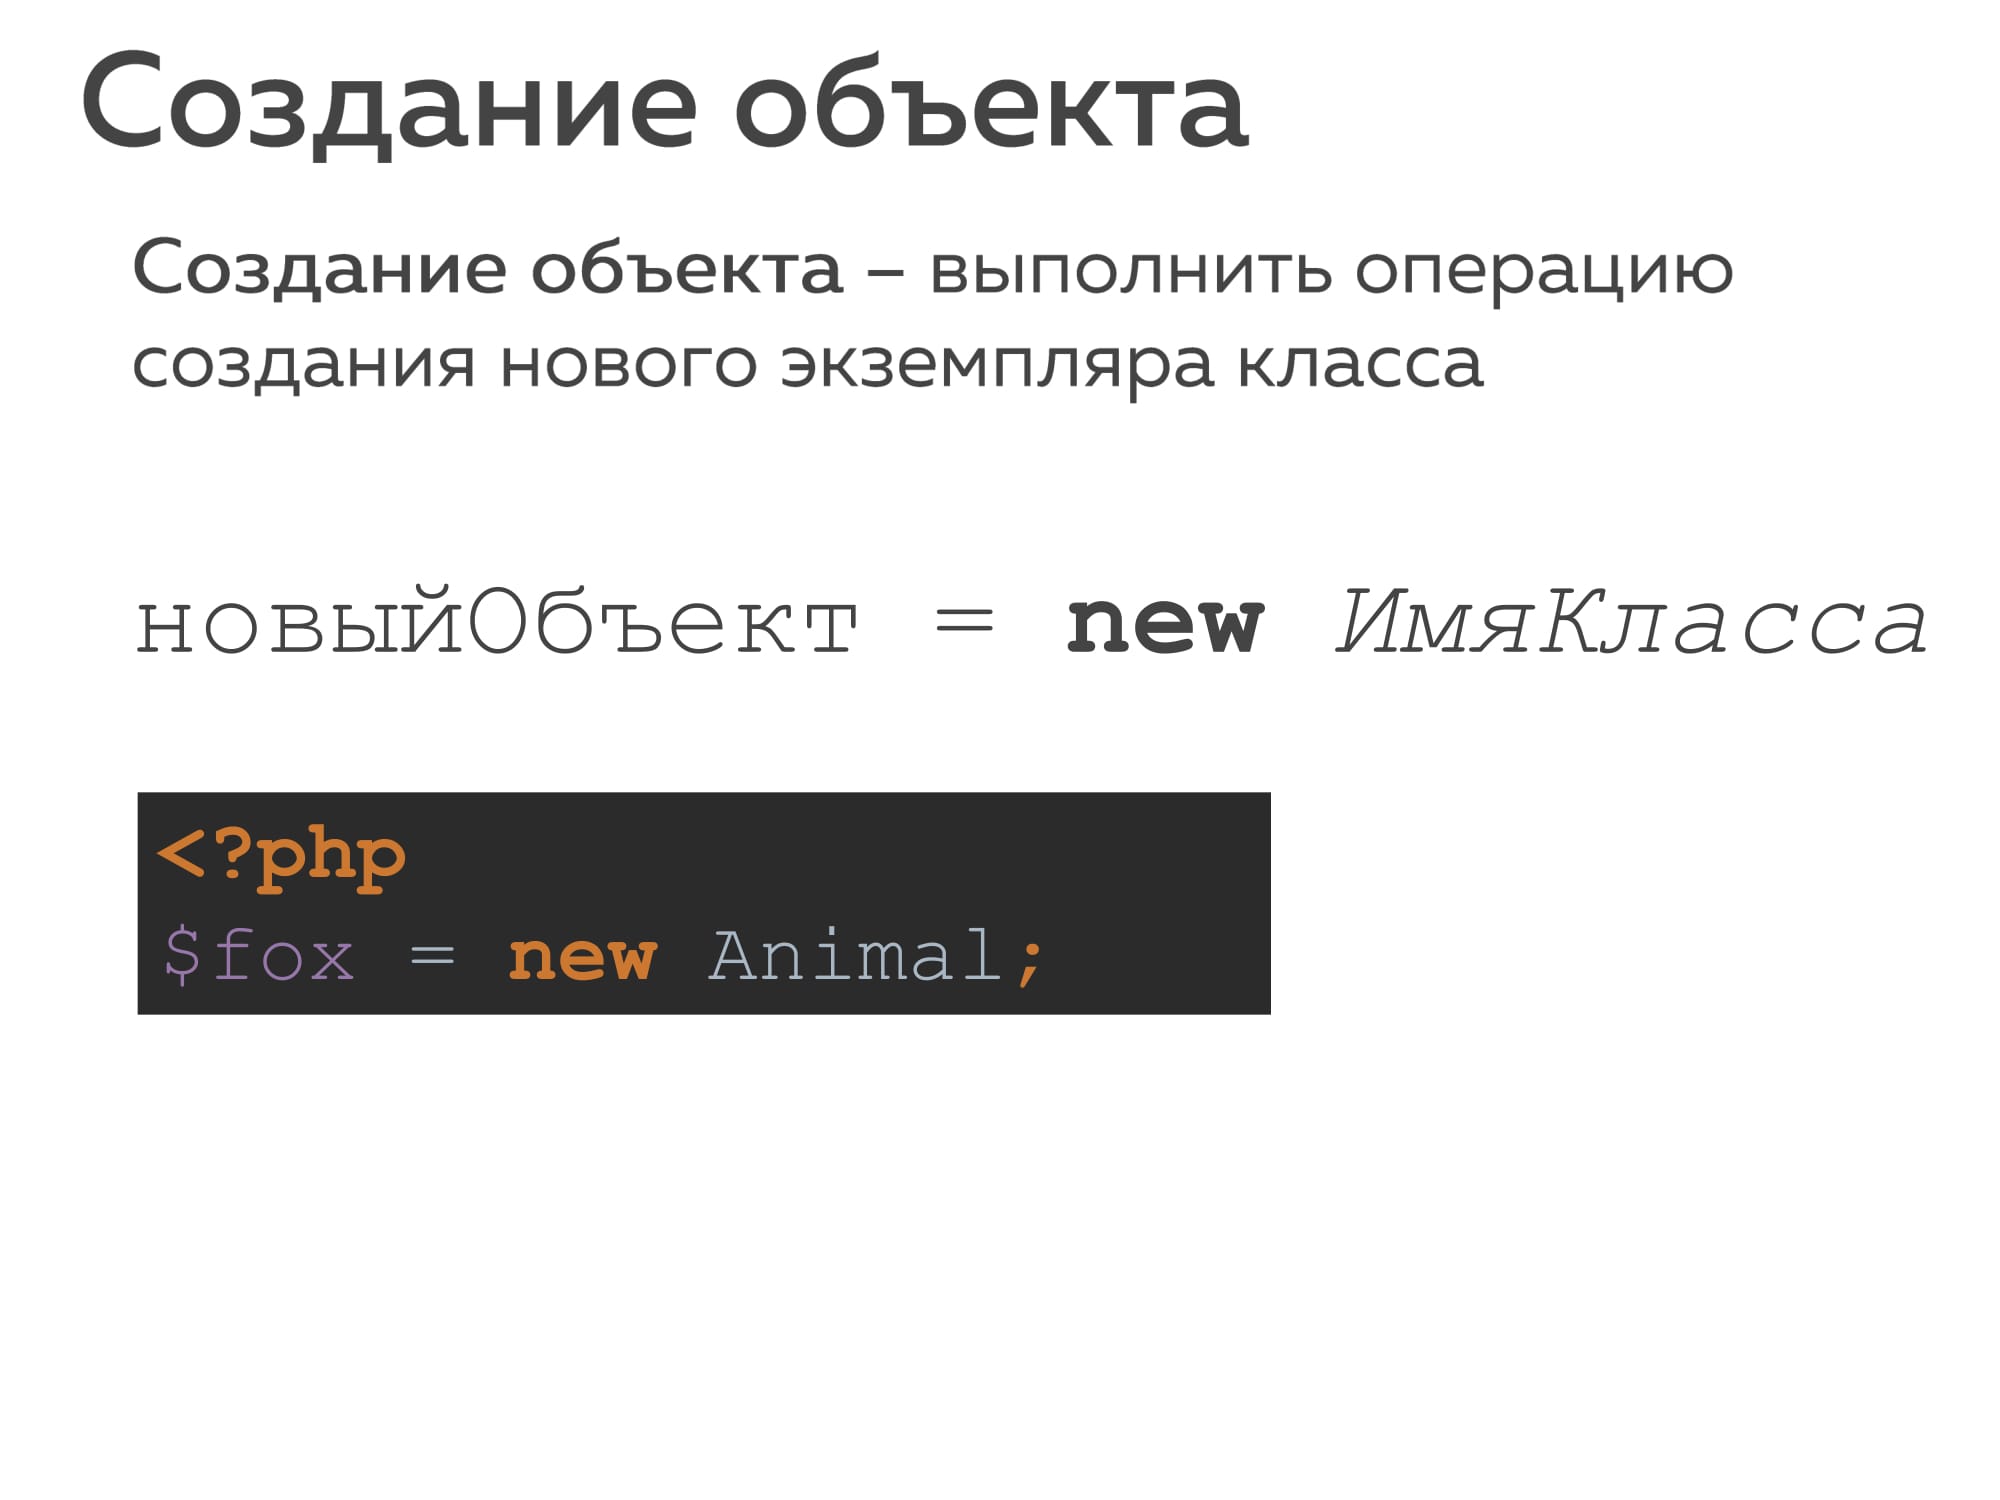 Создание объекта
Создание объекта – выполнить операцию
создания нового экземпляра класса
новыйОбъект = new ИмяКласса
<?php
$fox = new Animal;